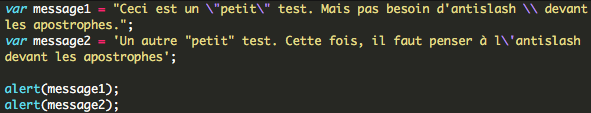 var message1 = "Ceci est un \"petit\" test. Mais pas besoin d'antislash \\ devant
les apostrophes.";
var message2 = 'Un autre "petit" test. Cette fois, il faut penser à l\'antislash
devant les apostrophes';

alert(message1);
alert(message2);